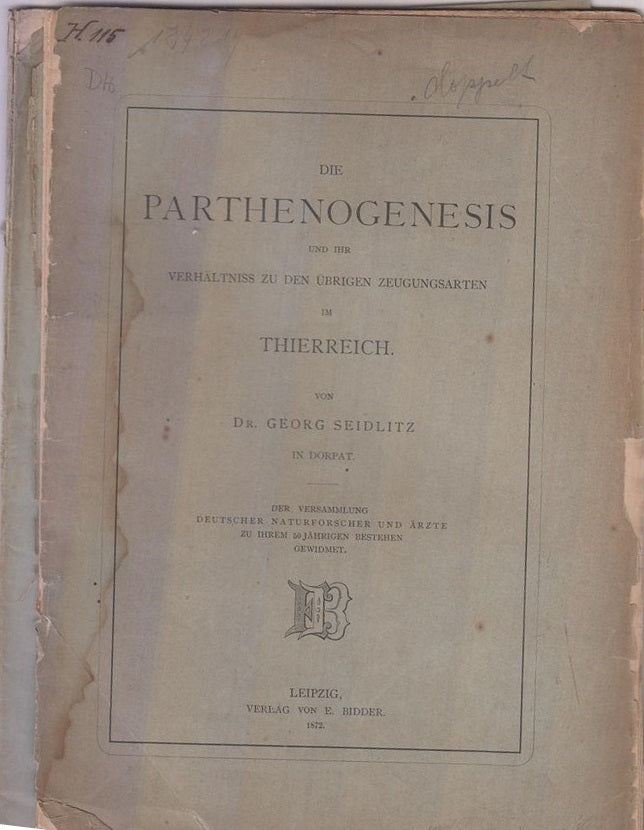 H. 115
doppelt
DIE
PARTHENOGENESIS
UND IHR
VERHÄLTNISS ZU DEN ÜBRIGEN ZEUGUNGSARTEN
IM
THIERREICH.
VON
DR. GEORG SEIDLITZ
IN DORPAT.
DER VERSAMMLUNG
DEUTSCHER NATURFORSCHER UND ÄRZTE
ZU IHREM 50 JÄHRIGEN BESTEHEN
GEWIDMET.
LEIPZIG,
VERLAG VON E. BIDDER.
1872.